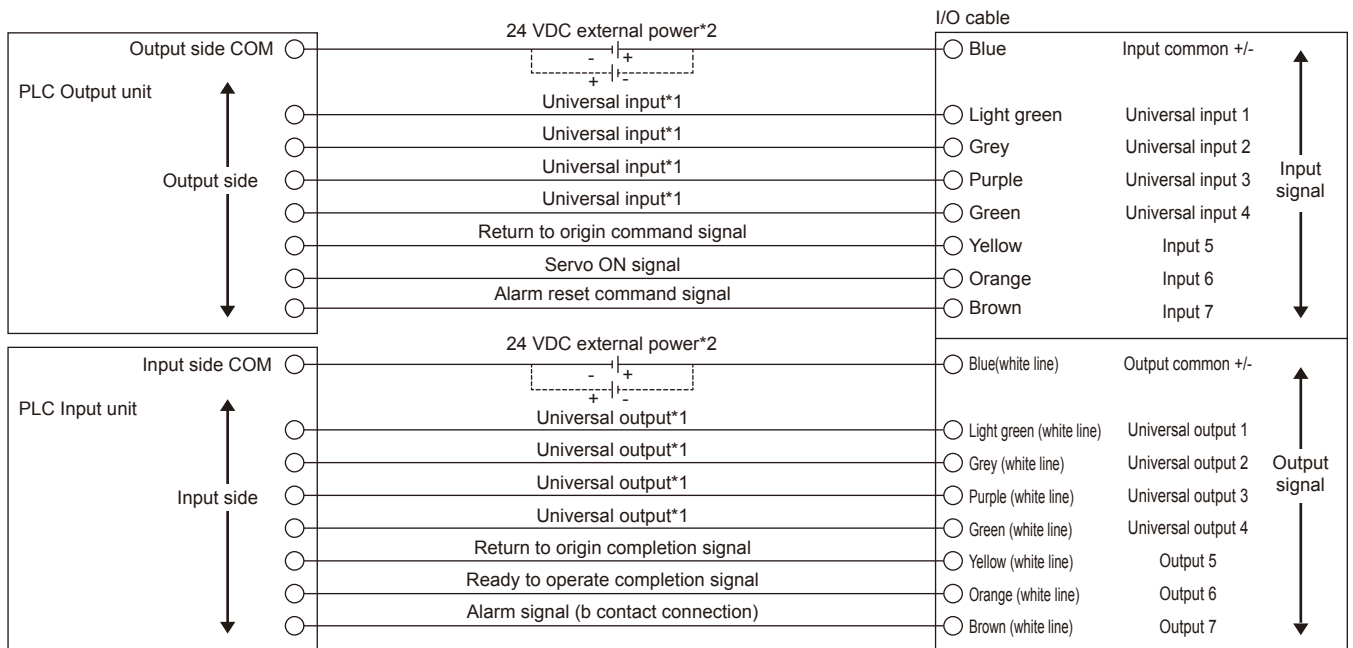 I/O cable
24 VDC external power*2
Output side COM
- +
+ -
Blue Input common +/-
PLC Output unit
Universal input*1
Light green Universal input 1
Universal input*1
Grey Universal input 2
Universal input*1
Output side
Purple Universal input 3
Input
signal
Universal input*1
Green Universal input 4
Return to origin command signal
Yellow Input 5
Servo ON signal
Orange Input 6
Alarm reset command signal
Brown Input 7
24 VDC external power*2
Input side COM
- +
+ -
Blue(white line) Output common +/-
PLC Input unit
Universal output*1
Light green (white line) Universal output 1
Universal output*1
Grey (white line) Universal output 2
Output
signal
Universal output*1
Input side
Purple (white line) Universal output 3
Universal output*1
Green (white line) Universal output 4
Return to origin completion signal
Yellow (white line) Output 5
Ready to operate completion signal
Orange (white line) Output 6
Alarm signal (b contact connection)
Brown (white line) Output 7